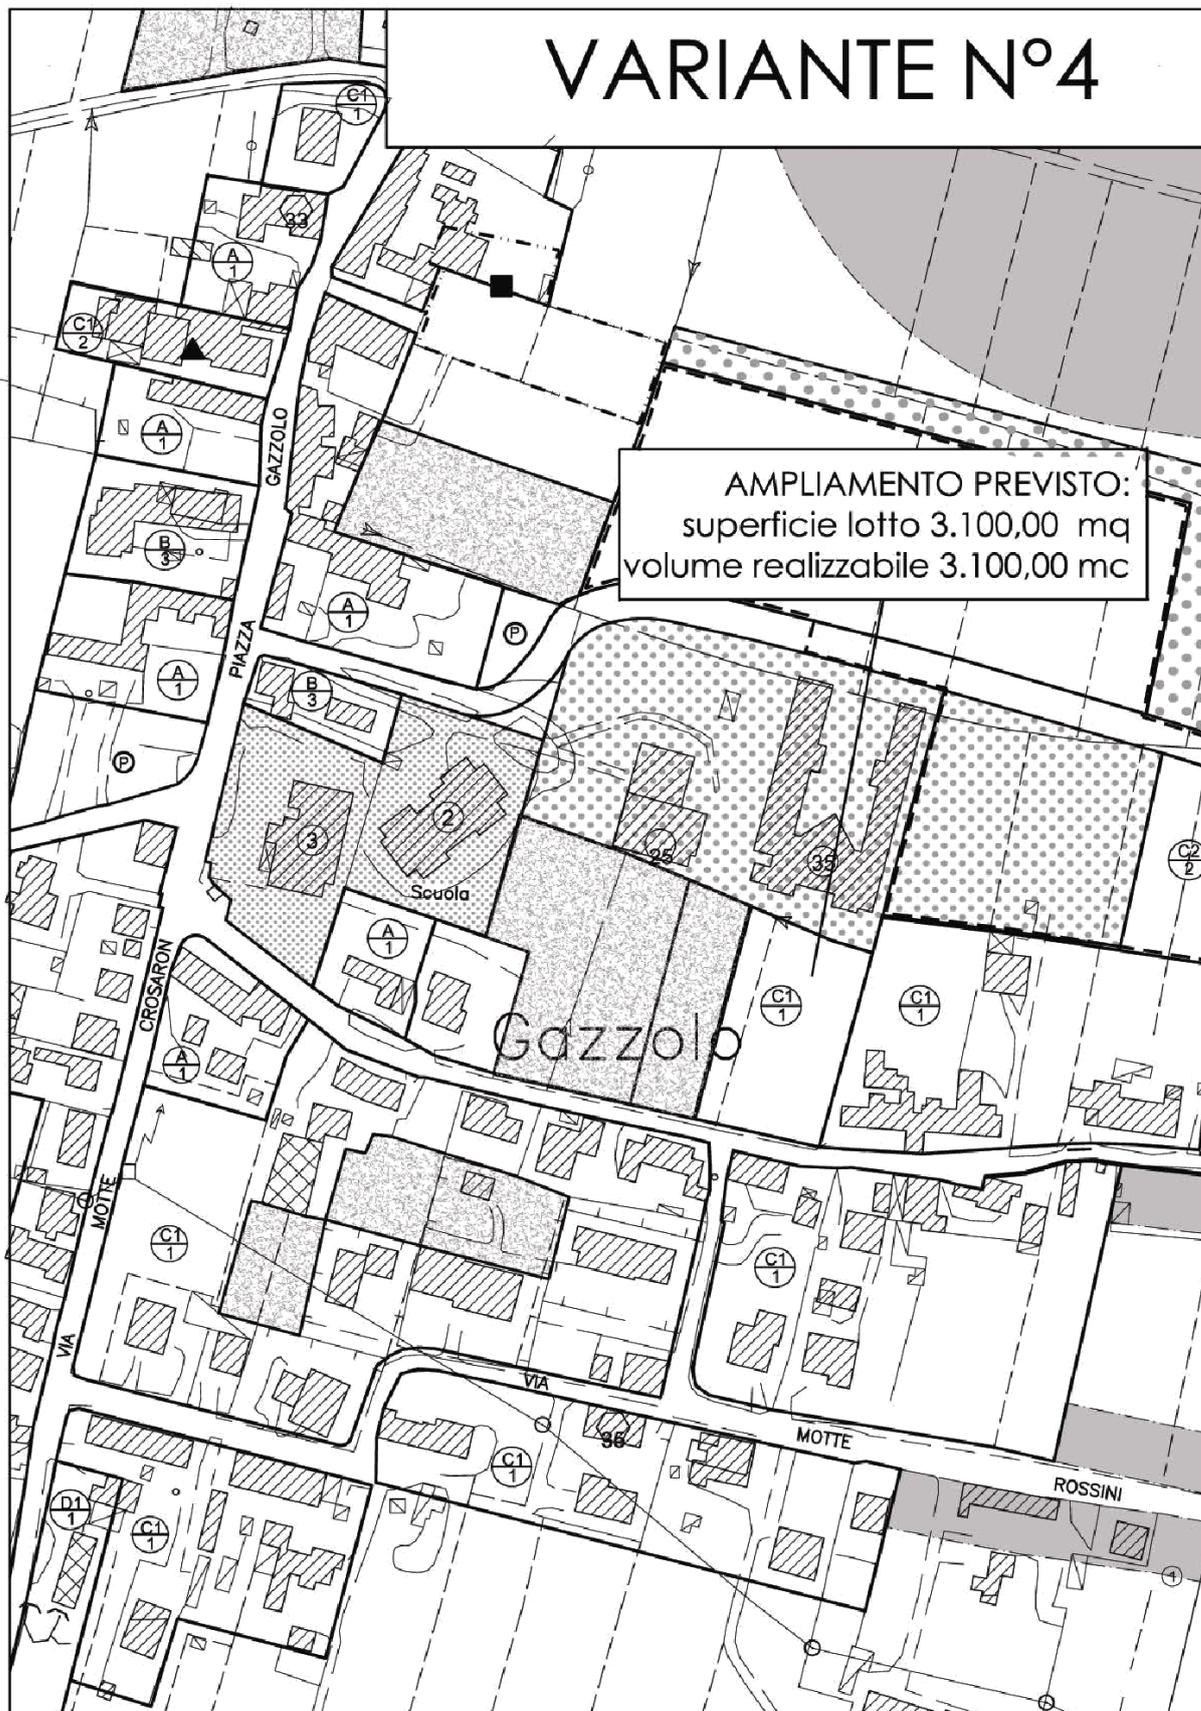 VARIANTE N°4
C1
1
33
A
1
C1
2
A
1
GAZZOLO
AMPLIAMENTO PREVISTO:
superficie lotto 3.100,00 mq
volume realizzabile 3.100,00 mc
B
3
A
1
P
PIAZZA
A
1
B
3
P
2
3
25
35
C2
2
Scuola
A
1
CROSARON
C1
1
C1
1
Gazzolo
A
1
MOTTE
C1
1
C1
1
VIA
VIA
35
MOTTE
C1
1
ROSSINI
D1
1
C1
1
1